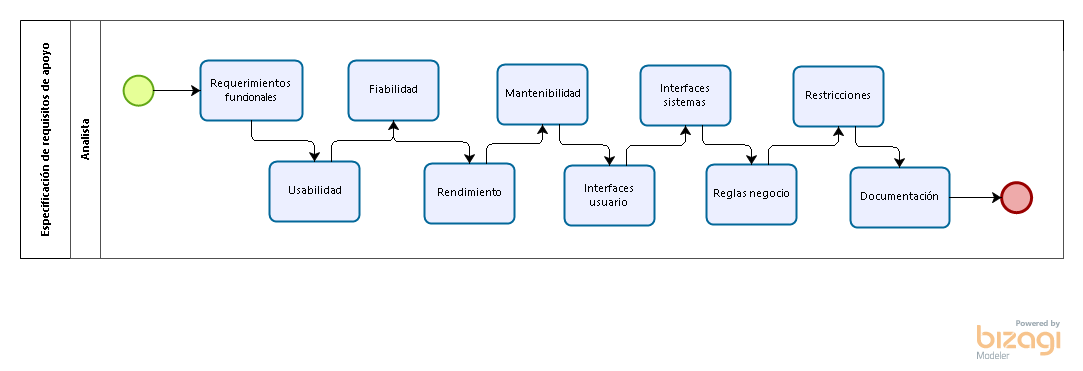 Especificación de requisitos de apoyo
Analista
Requerimientos
funcionales
Usabilidad
Fiabilidad
Rendimiento
Mantenibilidad
Interfaces
usuario
Interfaces
sistemas
Reglas negocio
Restricciones
Documentación
Powered by
bizagi
Modeler